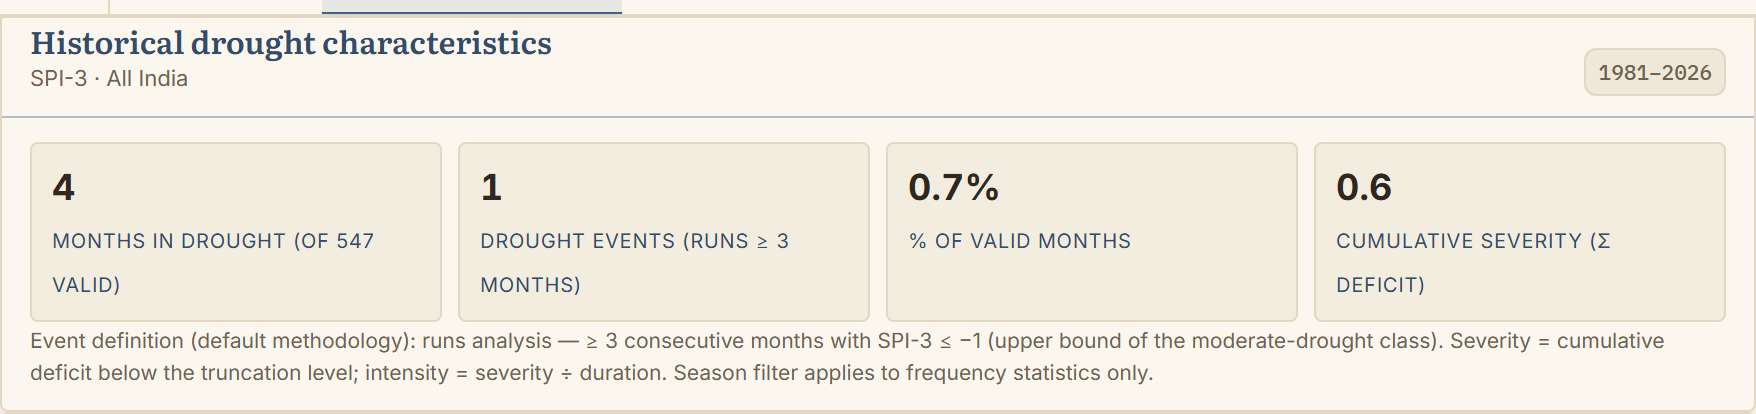 Historical drought characteristics
SPI-3 · All India
1981–2026
4
MONTHS IN DROUGHT (OF 547
VALID)
1
DROUGHT EVENTS (RUNS ≥ 3
MONTHS)
0.7%
% OF VALID MONTHS
0.6
CUMULATIVE SEVERITY (Σ
DEFICIT)
Event definition (default methodology): runs analysis — ≥ 3 consecutive months with SPI-3 ≤ −1 (upper bound of the moderate-drought class). Severity = cumulative
deficit below the truncation level; intensity = severity ÷ duration. Season filter applies to frequency statistics only.